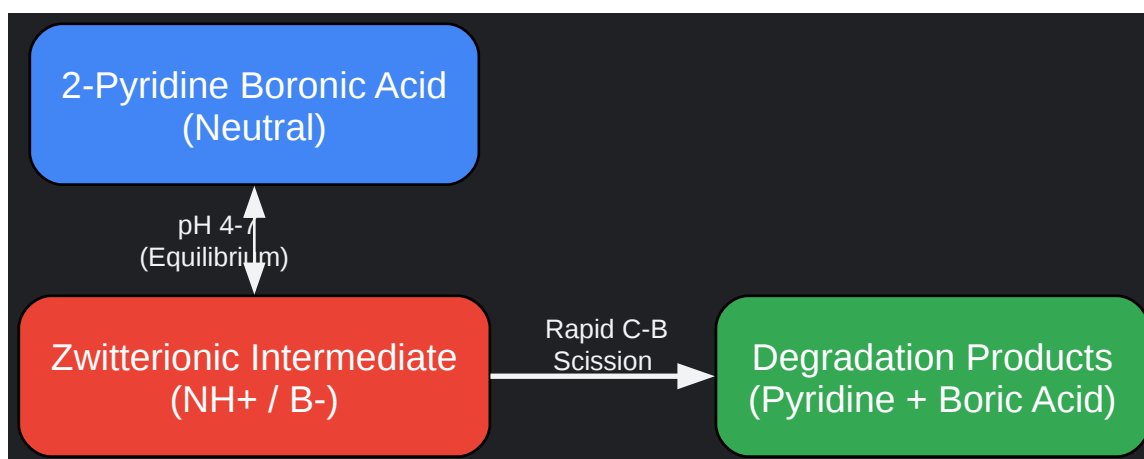 2-Pyridine Boronic Acid
(Neutral)
pH 4-7
(Equilibrium)
Zwitterionic Intermediate
(NH+ / B-)
Rapid C-B
Scission
Degradation Products
(Pyridine + Boric Acid)